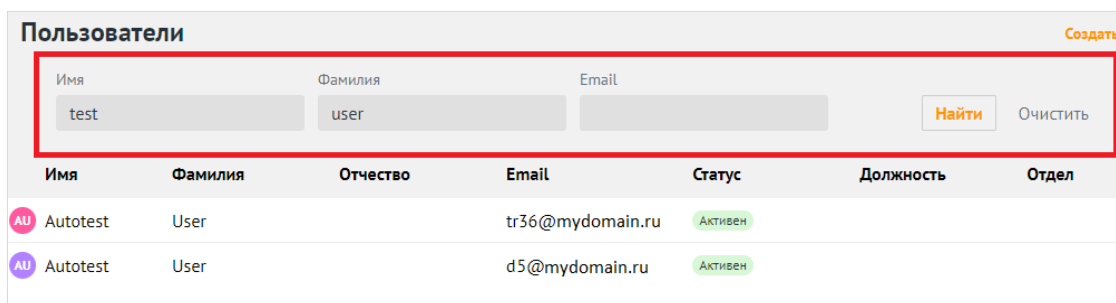 Пользователи Создать
Имя Фамилия Email
test user Найти Очистить
Имя Фамилия Отчество Email Статус Должность Отдел
AU Autotest User tr36@mydomain.ru Активен
AU Autotest User d5@mydomain.ru Активен